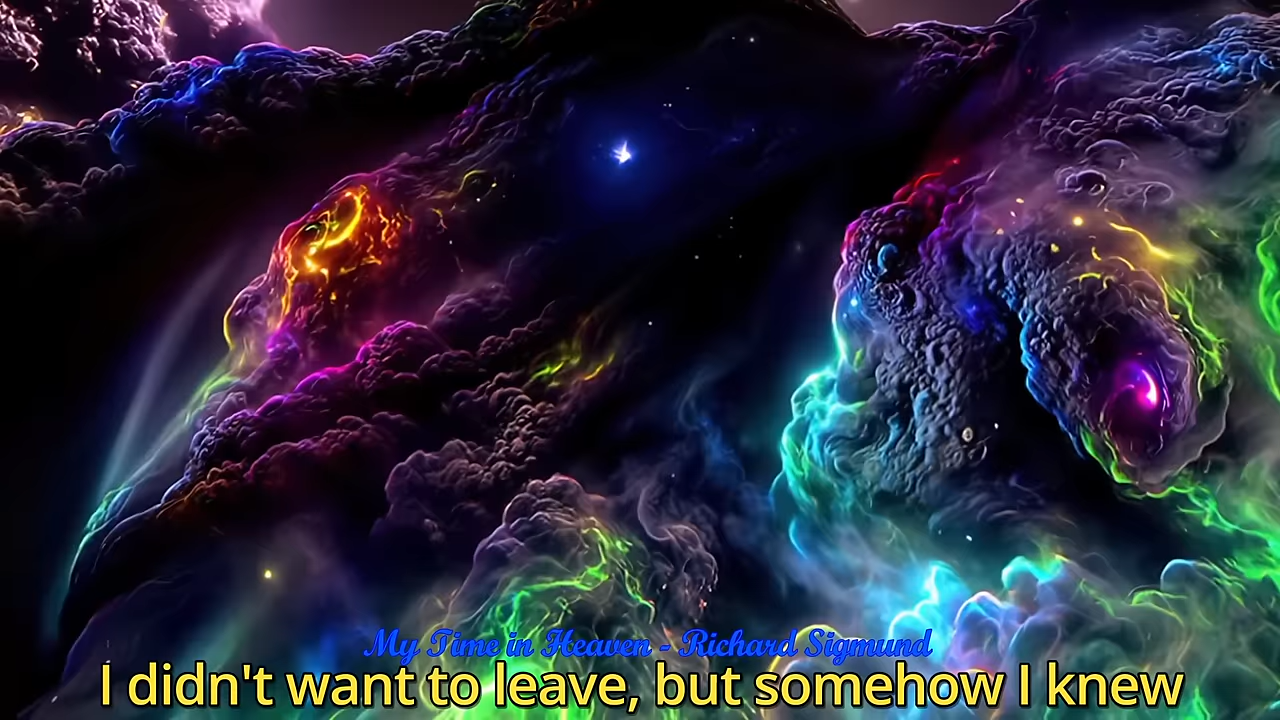 My Time in Heaven - Richard Sigmund
I didn't want to leave, but somehow I knew